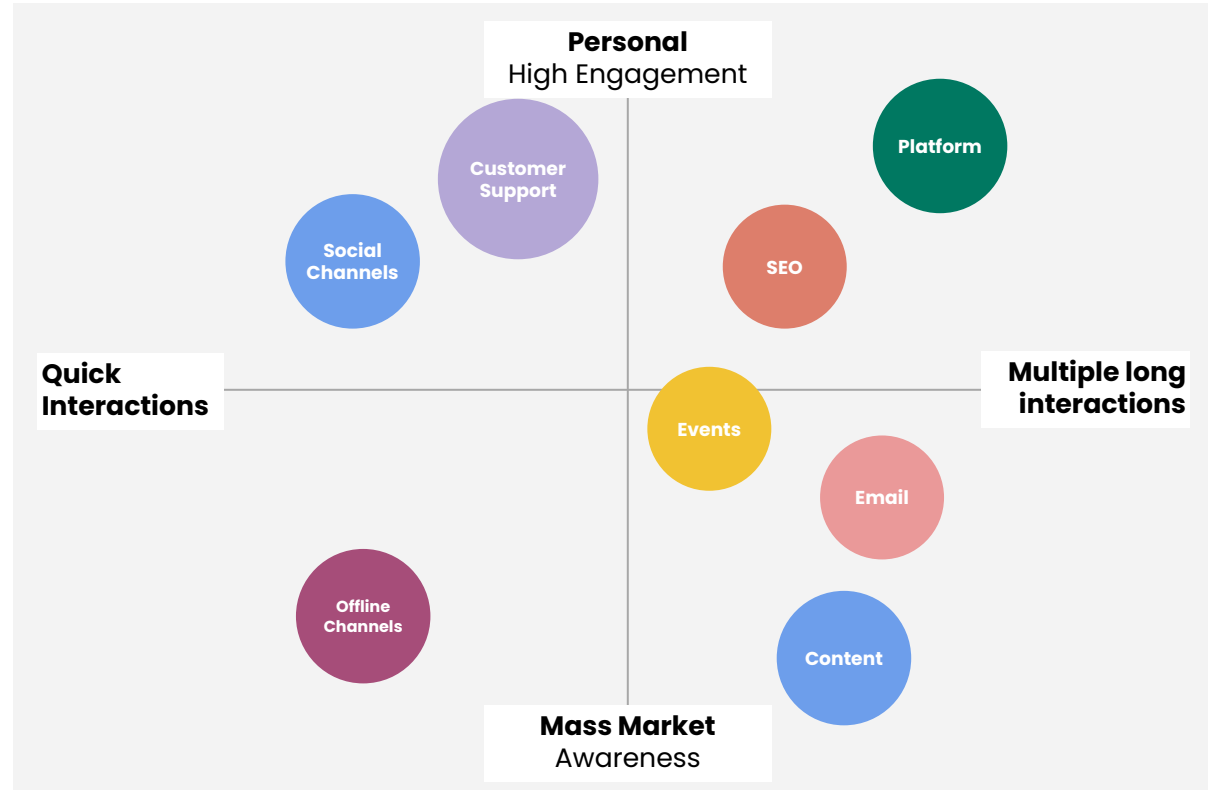 Personal
High Engagement
Platform
Customer
Support
Social
Channels
SEO
Quick
Interactions
Multiple long
interactions
Events
Email
Offline
Channels
Content
Mass Market
Awareness